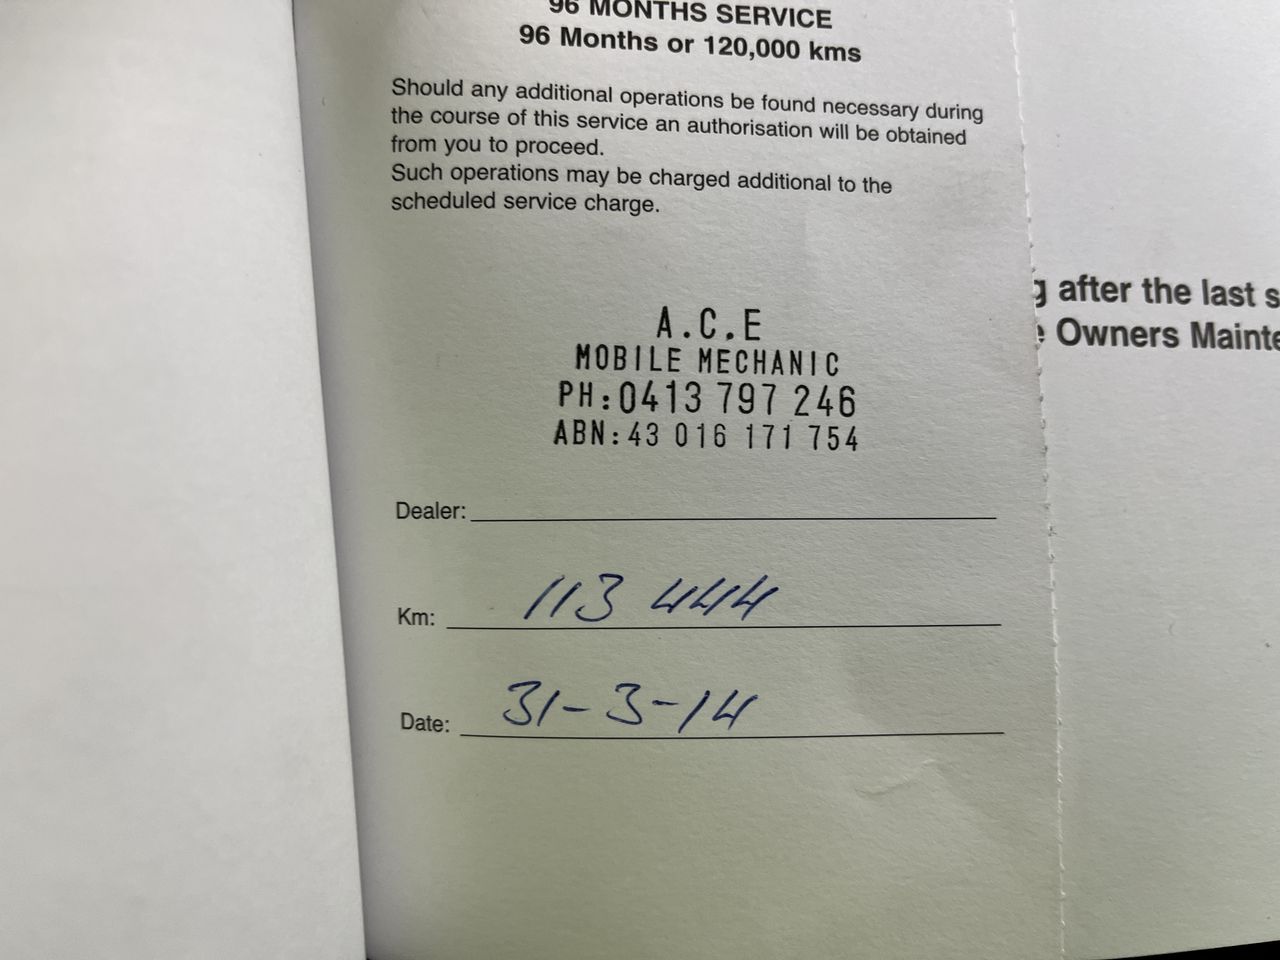 96 MONTHS SERVICE
96 Months or 120,000 kms
Should any additional operations be found necessary during
the course of this service an authorisation will be obtained
from you to proceed.
Such operations may be charged additional to the
scheduled service charge.
A.C.E
MOBILE MECHANIC
PH:0413 797 246
ABN:43 016 171 754
Dealer:
Km: 113 444
Date: 31-3-14
after the last
Owners